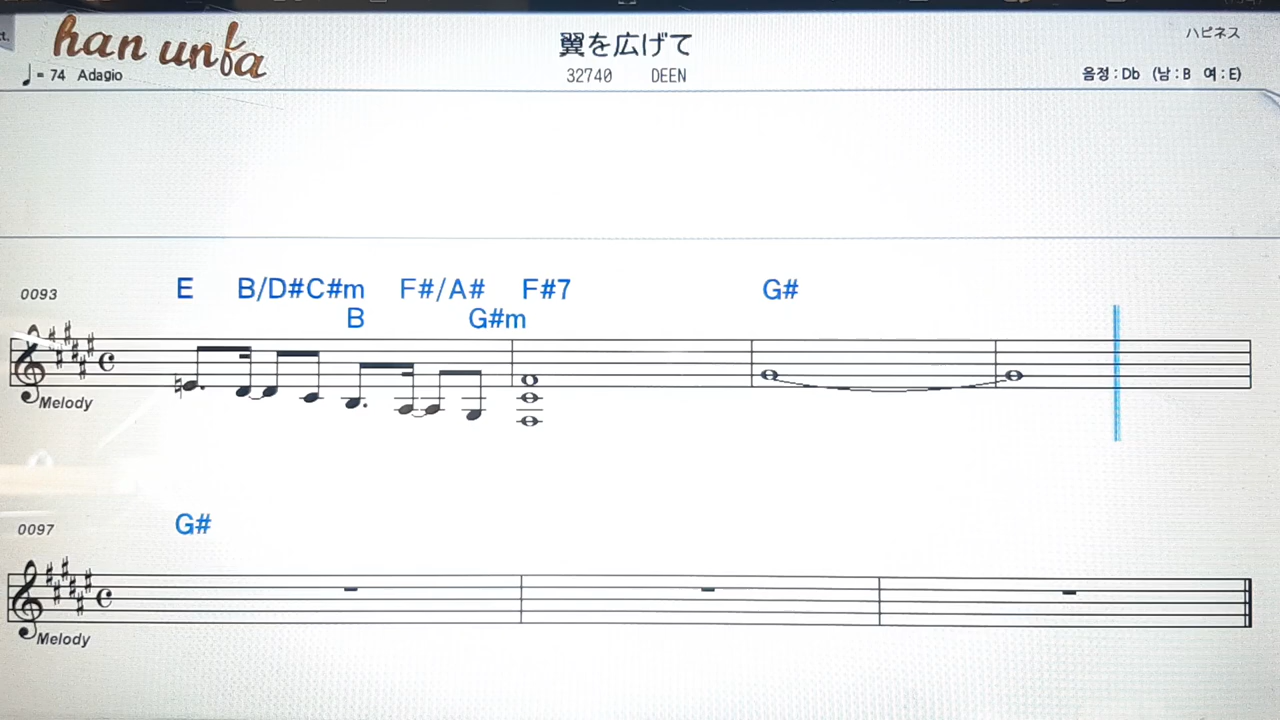 han unfa
翼を広げて
ハピネス
= 74 Adagio
32740 DEEN
음정 : Db (남 : B 여 : E)
0093
E B/D# C#m F#/A# F#7 G#
B G#m
Melody
0097
G#
Melody